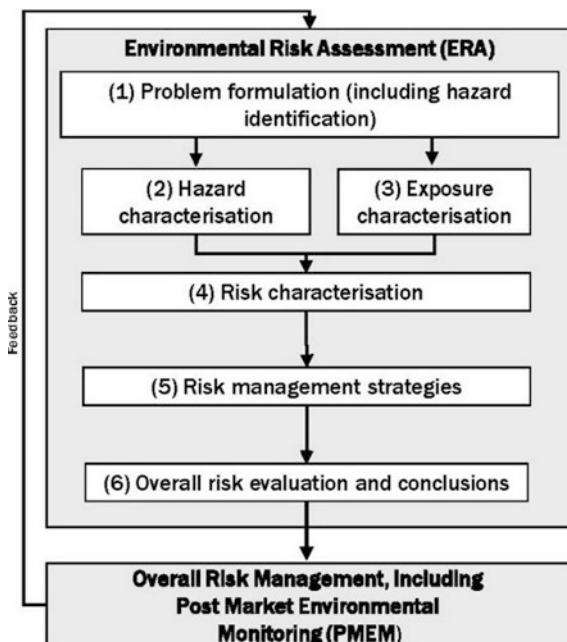 Environmental Risk Assessment (ERA)
(1) Problem formulation (including hazard
identification)
(2) Hazard
characterisation
(3) Exposure
characterisation
(4) Risk characterisation
(5) Risk management strategies
(6) Overall risk evaluation and conclusions
Feedback
Overall Risk Management, Including
Post Market Environmental
Monitoring (PMEM)